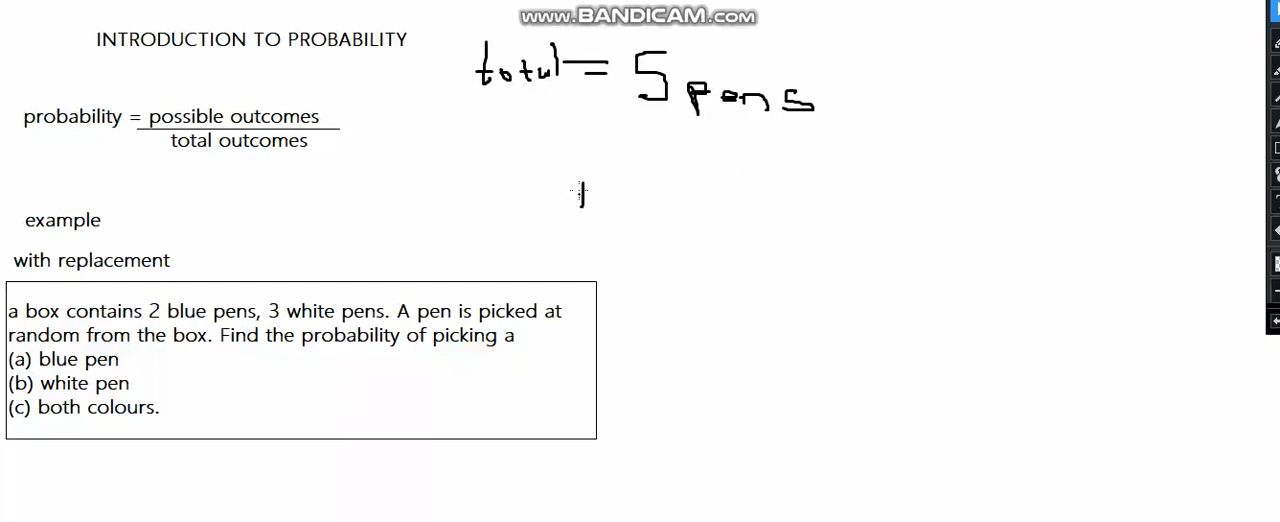 www.BANDICAM.com
INTRODUCTION TO PROBABILITY
total = 5 pens
probability = possible outcomes
total outcomes
example
with replacement
a box contains 2 blue pens, 3 white pens. A pen is picked at
random from the box. Find the probability of picking a
(a) blue pen
(b) white pen
(c) both colours.